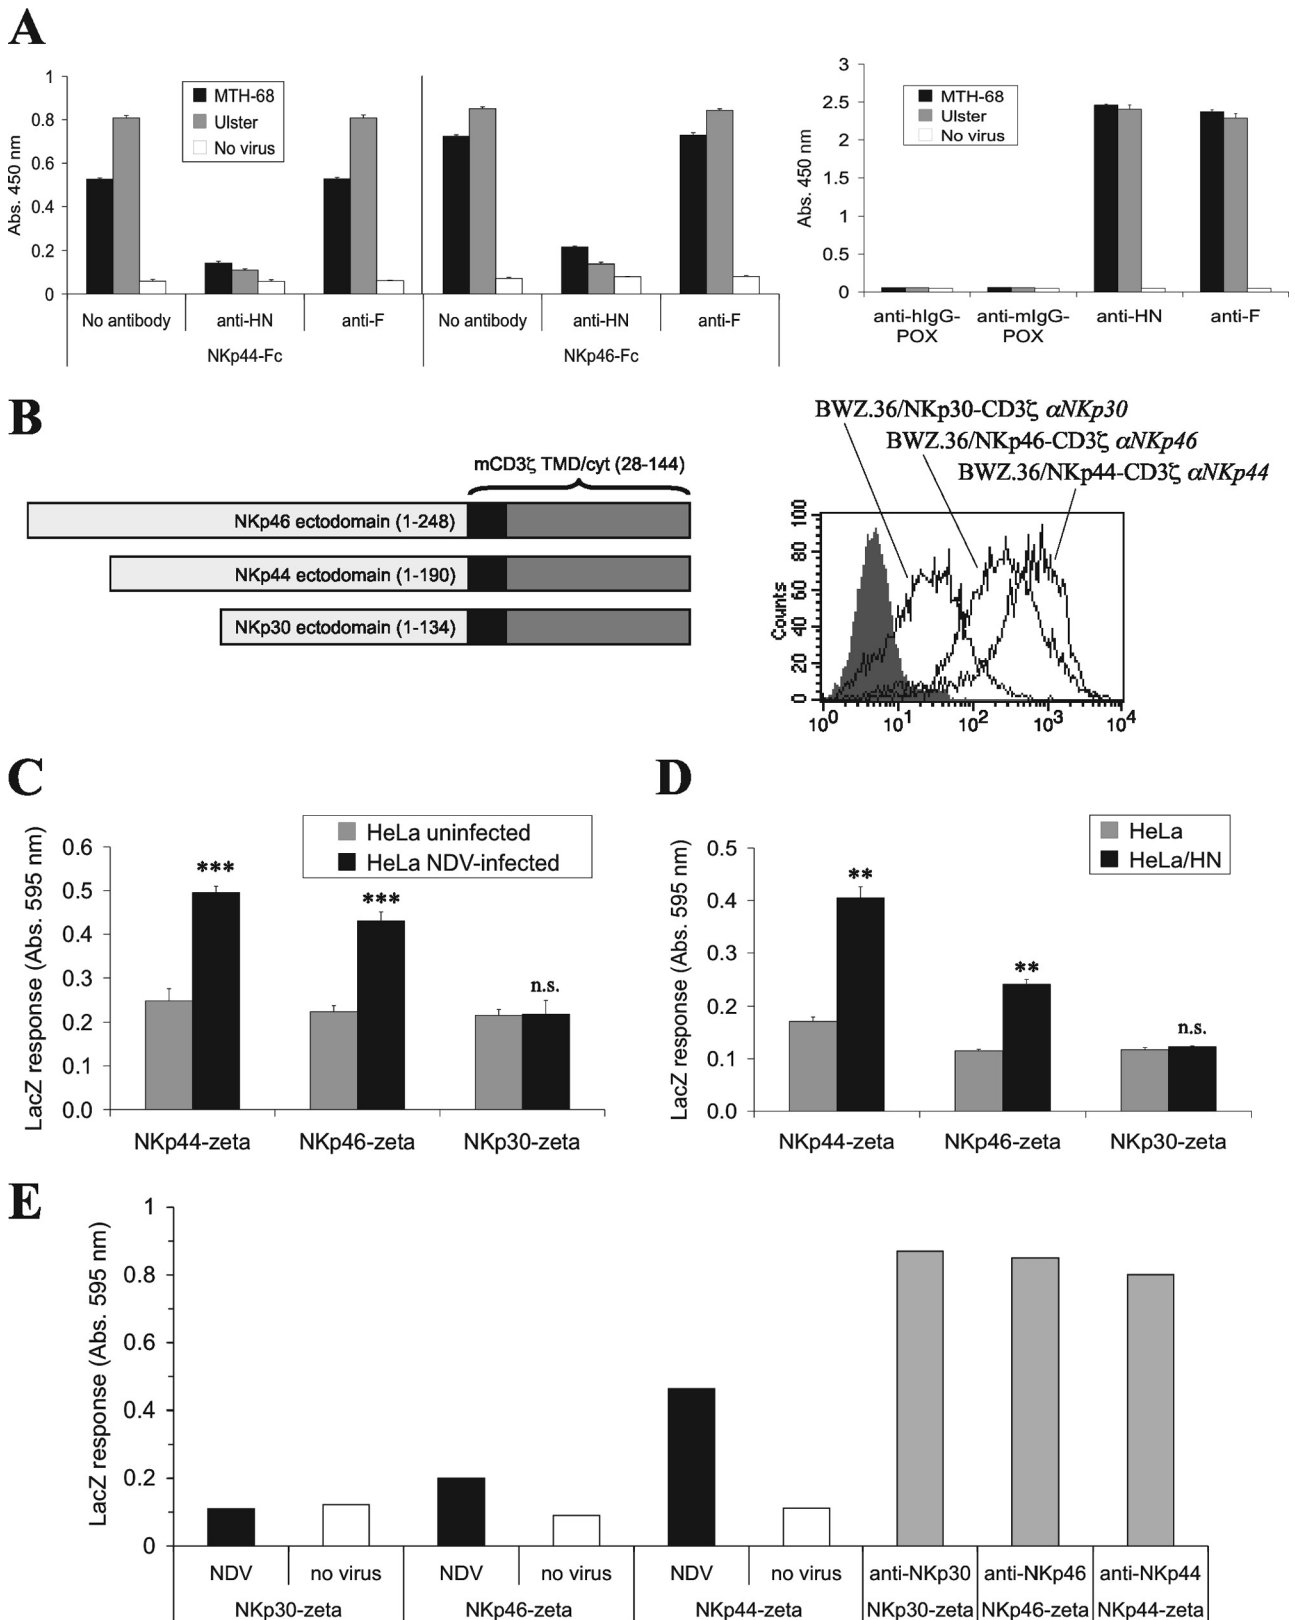 A
1
0.8
0.6
0.4
0.2
0
Abs. 450 nm
MTH-68
Ulster
No virus
No antibody
anti-HN
anti-F
No antibody
anti-HN
anti-F
NKp44-Fc
NKp46-Fc
3
2.5
2
1.5
1
0.5
0
Abs. 450 nm
MTH-68
Ulster
No virus
anti-hIgG-
POX
anti-mIgG-
POX
anti-HN
anti-F
B
mCD3ζ TMD/cyt (28-144)
NKp46 ectodomain (1-248)
NKp44 ectodomain (1-190)
NKp30 ectodomain (1-134)
BWZ.36/NKp30-CD3ζ αNKp30
BWZ.36/NKp46-CD3ζ αNKp46
BWZ.36/NKp44-CD3ζ αNKp44
Counts
100
80
60
40
20
0
10⁰
10¹
10²
10³
10⁴
C
LacZ response (Abs. 595 nm)
HeLa uninfected
HeLa NDV-infected
0.6
0.5
0.4
0.3
0.2
0.1
0.0
***
***
n.s.
NKp44-zeta
NKp46-zeta
NKp30-zeta
D
LacZ response (Abs. 595 nm)
HeLa
HeLa/HN
0.5
0.4
0.3
0.2
0.1
0.0
**
**
n.s.
NKp44-zeta
NKp46-zeta
NKp30-zeta
E
LacZ response (Abs. 595 nm)
1
0.8
0.6
0.4
0.2
0
NDV
no virus
NDV
no virus
NDV
no virus
anti-NKp30
anti-NKp46
anti-NKp44
NKp30-zeta
NKp46-zeta
NKp44-zeta
NKp30-zeta
NKp46-zeta
NKp44-zeta